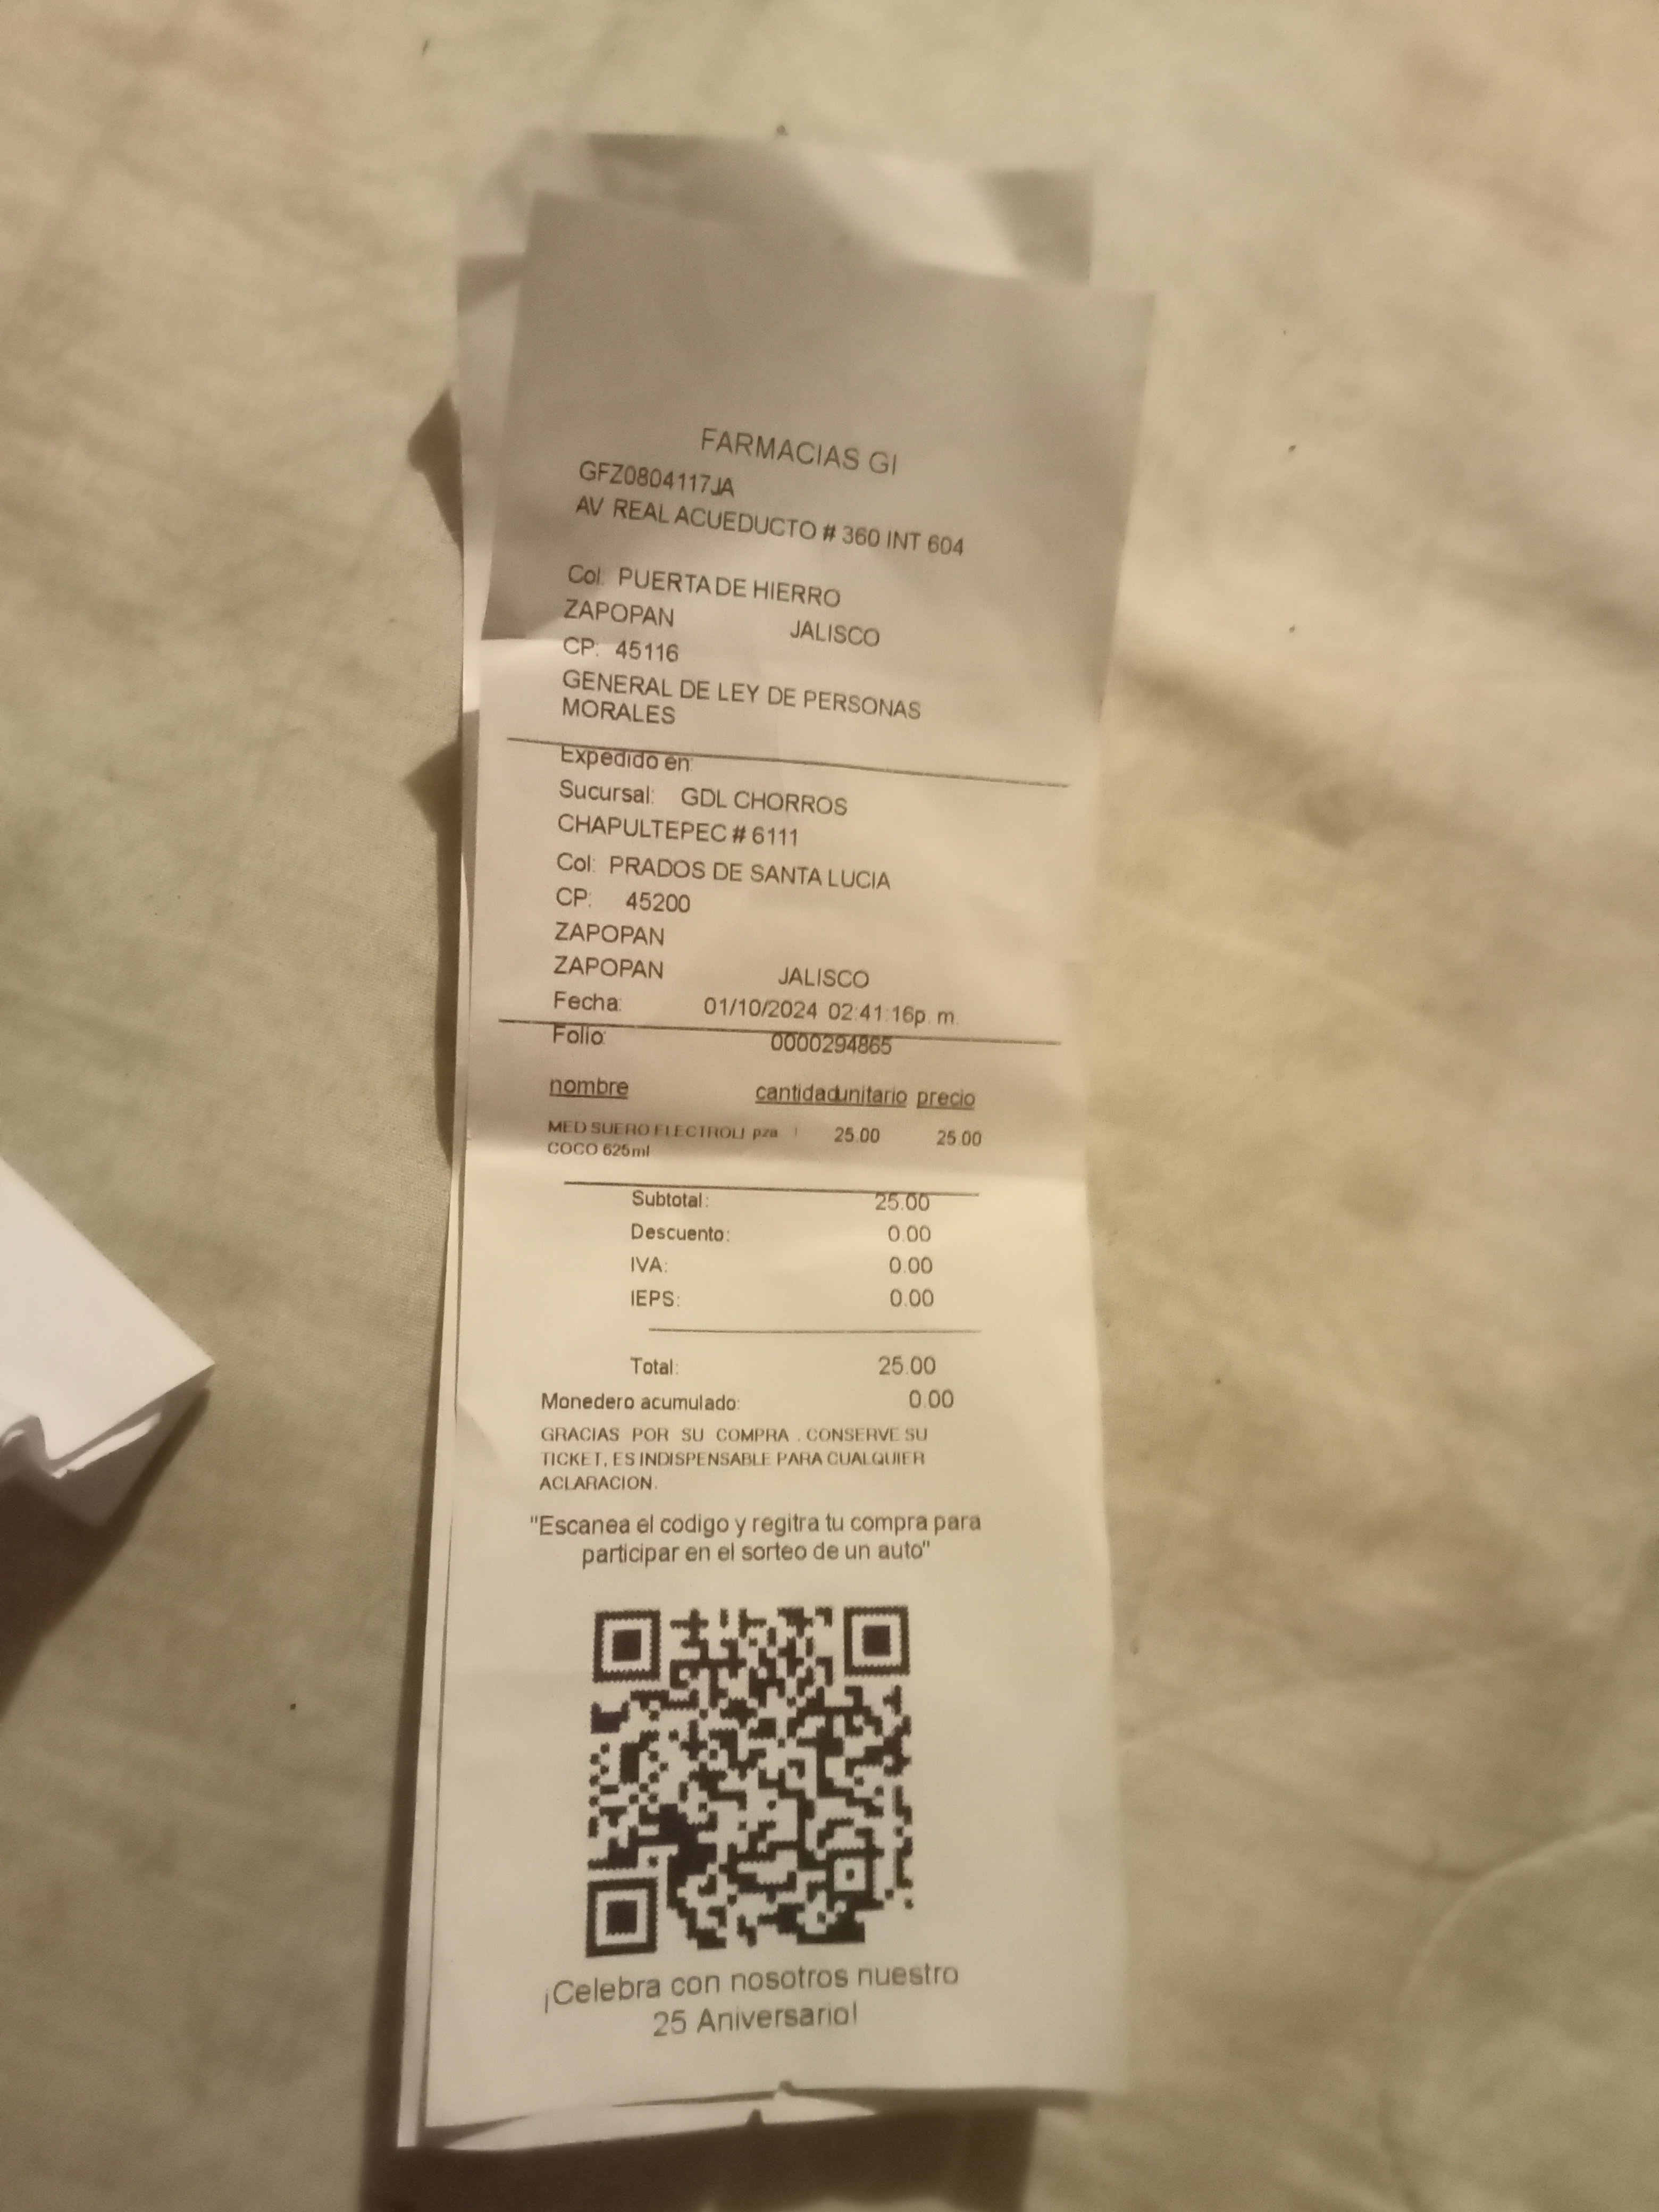 FARMACIAS GI
GFZ0804117JA
AV REAL ACUEDUCTO # 360 INT 604
Col: PUERTA DE HIERRO
ZAPOPAN JALISCO
CP: 45116
GENERAL DE LEY DE PERSONAS
MORALES
Expedido en:
Sucursal: GDL CHORROS
CHAPULTEPEC # 6111
Col: PRADOS DE SANTA LUCIA
CP: 45200
ZAPOPAN
ZAPOPAN JALISCO
Fecha: 01/10/2024 02:41:16p. m.
Folio: 0000294865
nombre cantidad unitario precio
MED SUERO ELECTROLI pza 1 25.00 25.00
COCO 625ml
Subtotal: 25.00
Descuento: 0.00
IVA: 0.00
IEPS: 0.00
Total: 25.00
Monedero acumulado: 0.00
GRACIAS POR SU COMPRA . CONSERVE SU
TICKET, ES INDISPENSABLE PARA CUALQUIER
ACLARACION.
"Escanea el codigo y regitra tu compra para
participar en el sorteo de un auto"
¡Celebra con nosotros nuestro
25 Aniversario!